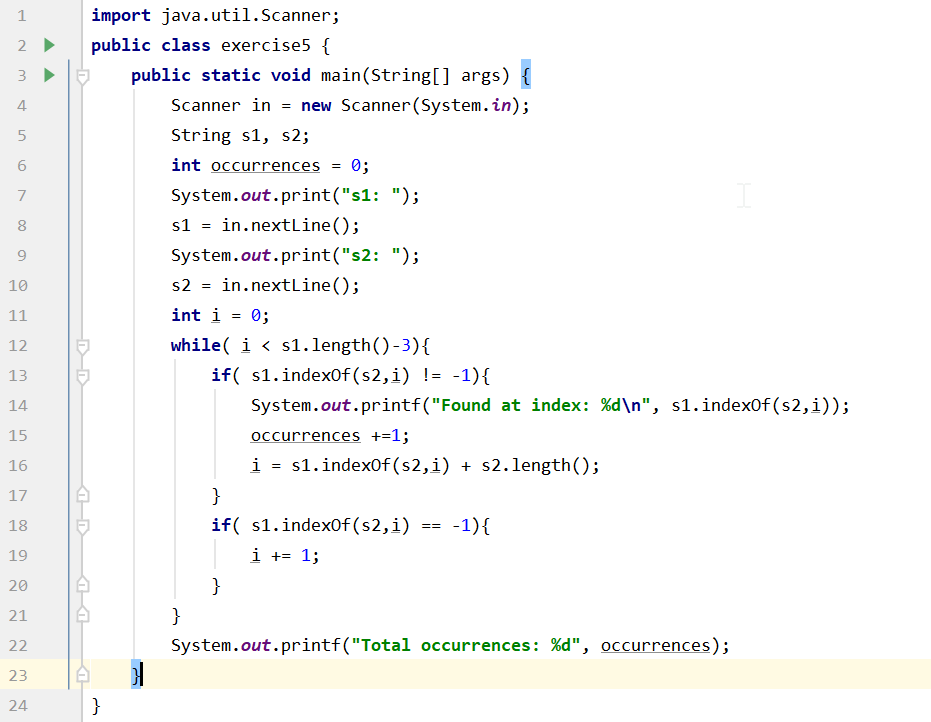 1 import java.util.Scanner;
2 public class exercise5 {
3 public static void main(String[] args) {
4 Scanner in = new Scanner(System.in);
5 String s1, s2;
6 int occurrences = 0;
7 System.out.print("s1: ");
8 s1 = in.nextLine();
9 System.out.print("s2: ");
10 s2 = in.nextLine();
11 int i = 0;
12 while( i < s1.length()-3){
13 if( s1.indexOf(s2,i) != -1){
14 System.out.printf("Found at index: %d\n", s1.indexOf(s2,i));
15 occurrences +=1;
16 i = s1.indexOf(s2,i) + s2.length();
17 }
18 if( s1.indexOf(s2,i) == -1){
19 i += 1;
20 }
21 }
22 System.out.printf("Total occurrences: %d", occurrences);
23 }
24 }